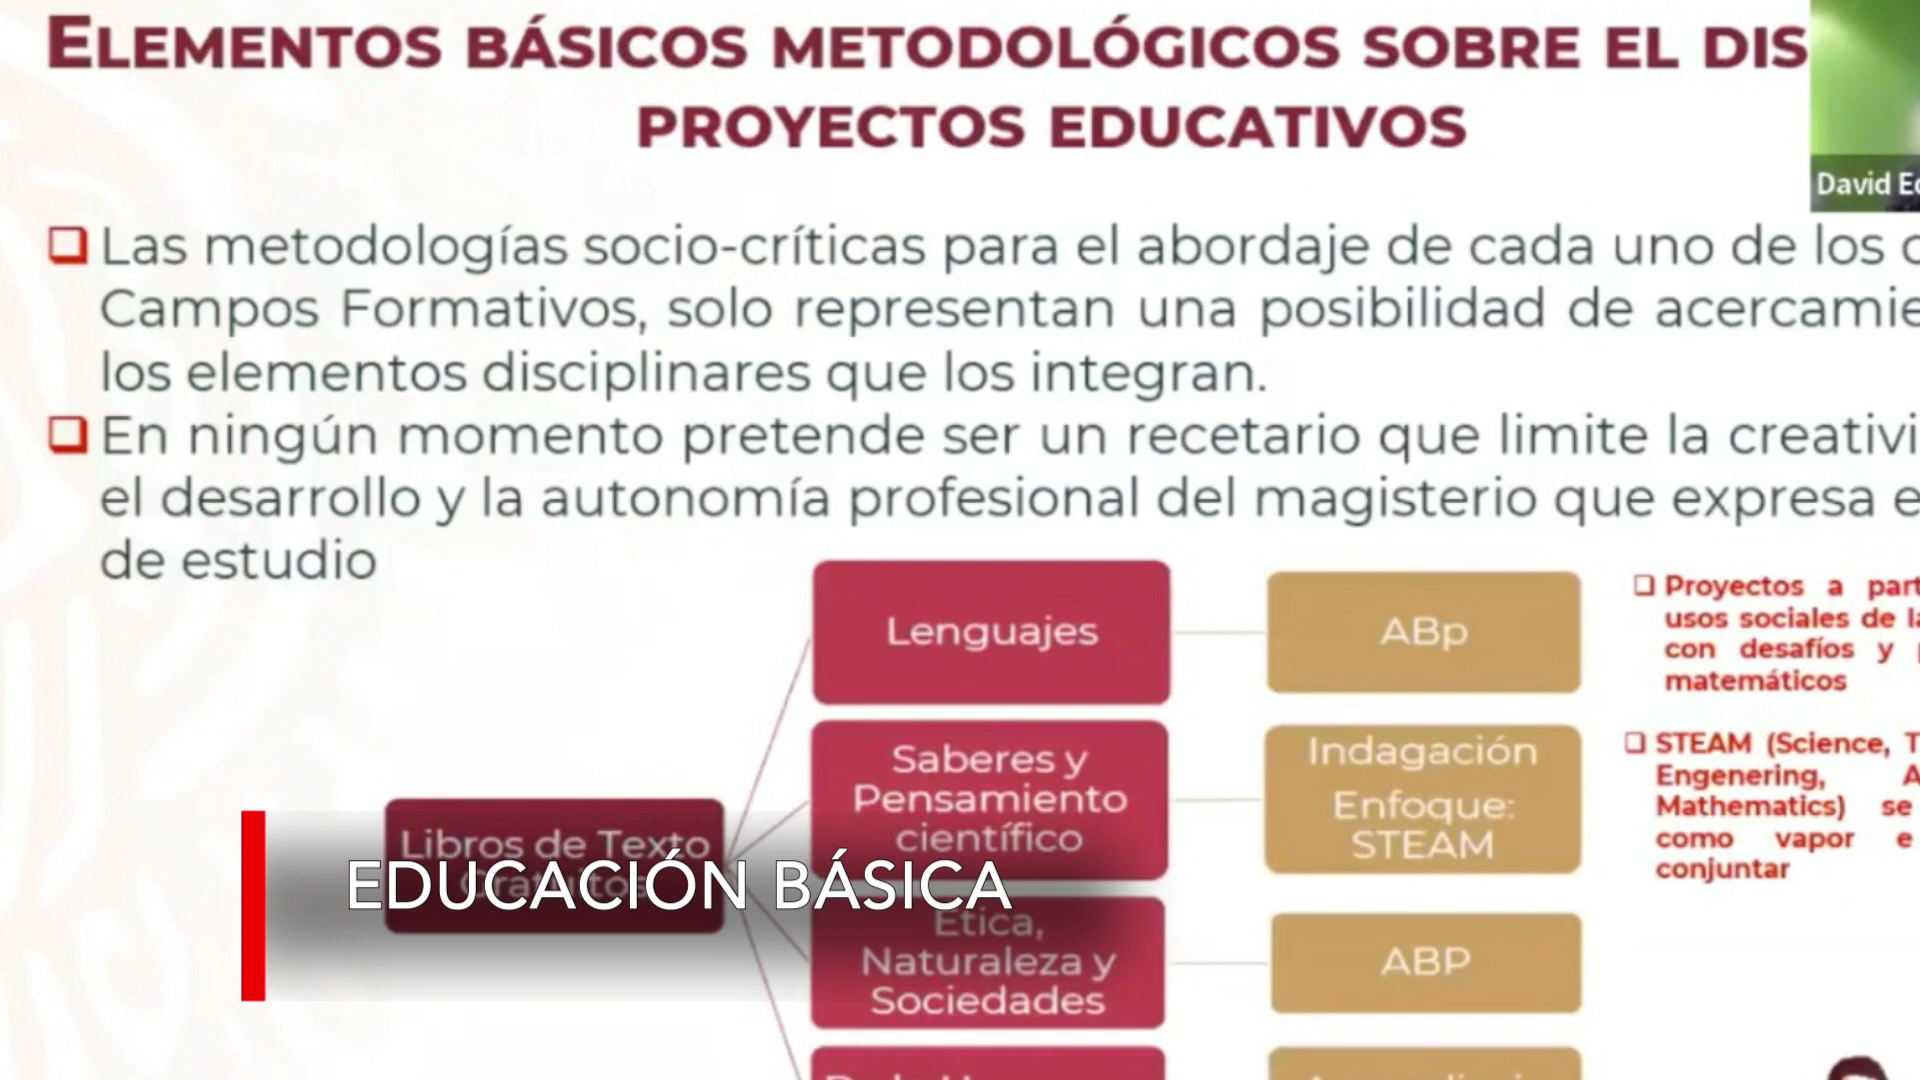 ELEMENTOS BÁSICOS METODOLÓGICOS SOBRE EL DIS
PROYECTOS EDUCATIVOS
David Ed
❑ Las metodologías socio-críticas para el abordaje de cada uno de los c
Campos Formativos, solo representan una posibilidad de acercamie
los elementos disciplinares que los integran.
❑ En ningún momento pretende ser un recetario que limite la creativi
el desarrollo y la autonomía profesional del magisterio que expresa e
de estudio
Lenguajes
ABp
❑ Proyectos a part
usos sociales de la
con desafíos y
matemáticos
Saberes y
Pensamiento
científico
Indagación
Enfoque:
STEAM
❑ STEAM (Science, T
Engenering, A
Mathematics) se
como vapor e
conjuntar
Libros de Texto
Gratuitos
EDUCACIÓN BÁSICA
Ética,
Naturaleza y
Sociedades
ABP